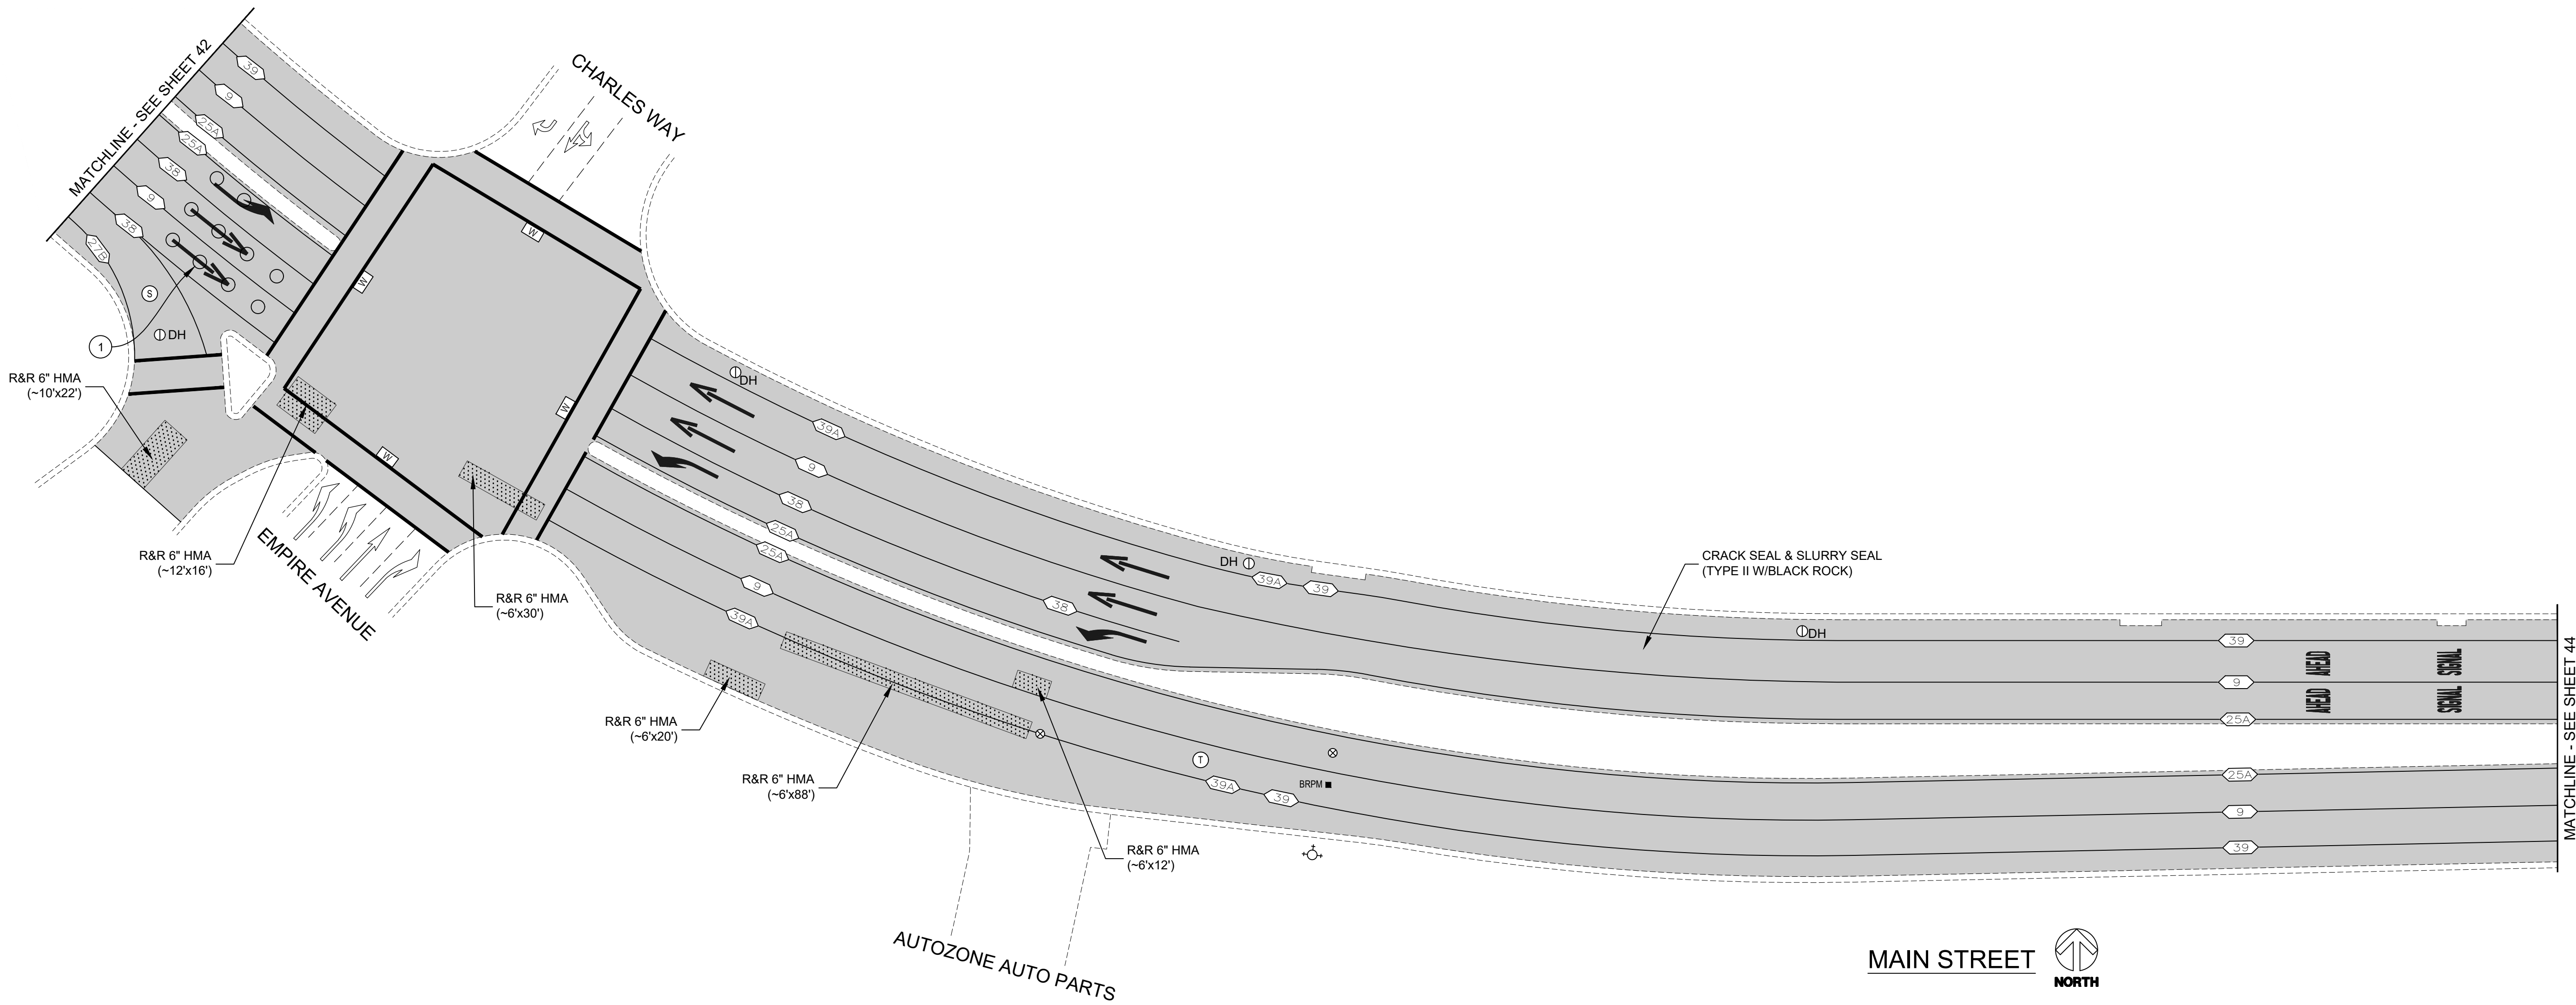 MATCHLINE - SEE SHEET 42
CHARLES WAY
39
9
25A
25A
38
9
38
27B
S
DH
1
W
W
W
W
R&R 6" HMA
(~10'x22')
R&R 6" HMA
(~12'x16')
EMPIRE AVENUE
R&R 6" HMA
(~6'x30')
DH
39A
9
38
25A
25A
9
39A
R&R 6" HMA
(~6'x20')
R&R 6" HMA
(~6'x88')
R&R 6" HMA
(~6'x12')
DH
39A
39
38
T
39A
39
BRPM
CRACK SEAL & SLURRY SEAL
(TYPE II W/BLACK ROCK)
DH
39
9
25A
25A
9
39
AHEAD
AHEAD
SIGNAL
SIGNAL
MATCHLINE - SEE SHEET 44
AUTOZONE AUTO PARTS
MAIN STREET
NORTH